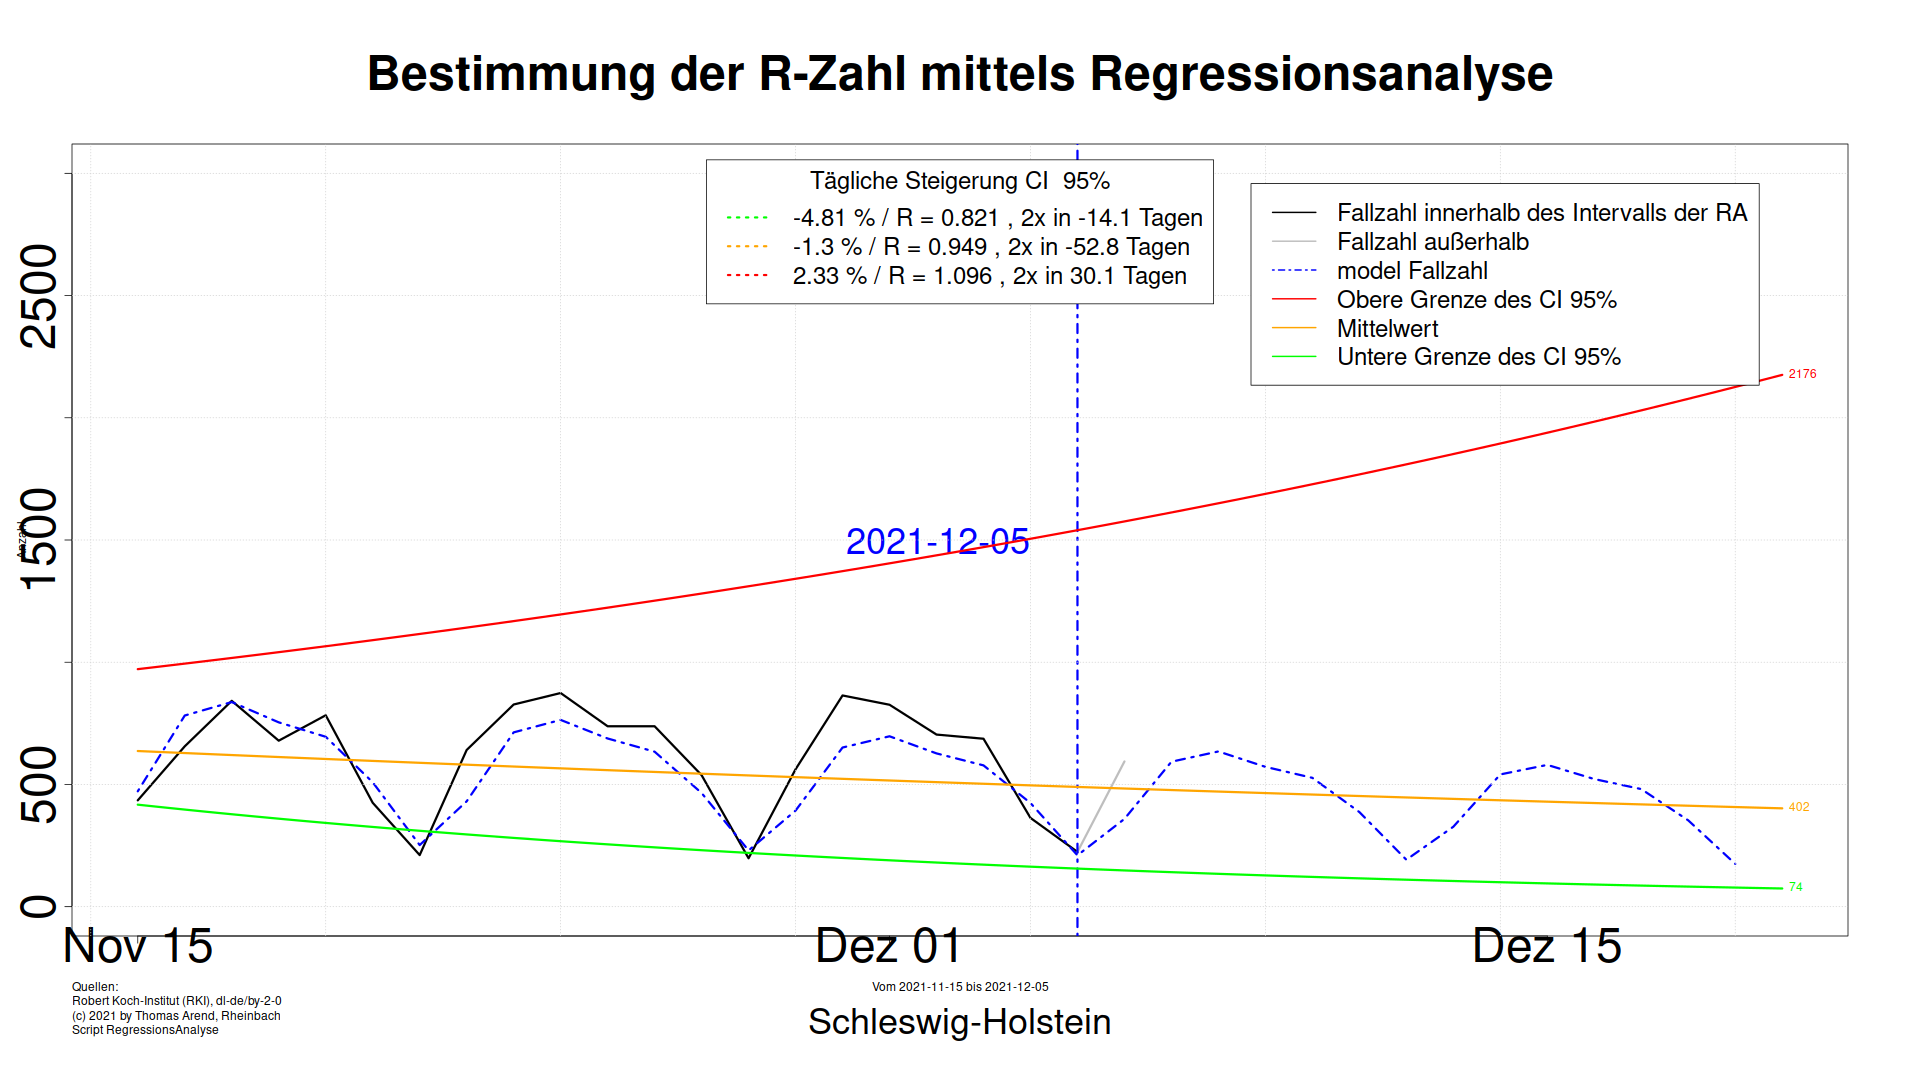 Bestimmung der R-Zahl mittels Regressionsanalyse
Tägliche Steigerung CI 95%
-4.81 % / R = 0.821 , 2x in -14.1 Tagen
-1.3 % / R = 0.949 , 2x in -52.8 Tagen
2.33 % / R = 1.096 , 2x in 30.1 Tagen
Fallzahl innerhalb des Intervalls der RA
Fallzahl außerhalb
model Fallzahl
Obere Grenze des CI 95%
Mittelwert
Untere Grenze des CI 95%
2500
1500
500
0
Anzahl
2021-12-05
2176
402
74
Nov 15
Dez 01
Dez 15
Quellen:
Robert Koch-Institut (RKI), dl-de/by-2-0
(c) 2021 by Thomas Arend, Rheinbach
Script RegressionsAnalyse
Vom 2021-11-15 bis 2021-12-05
Schleswig-Holstein